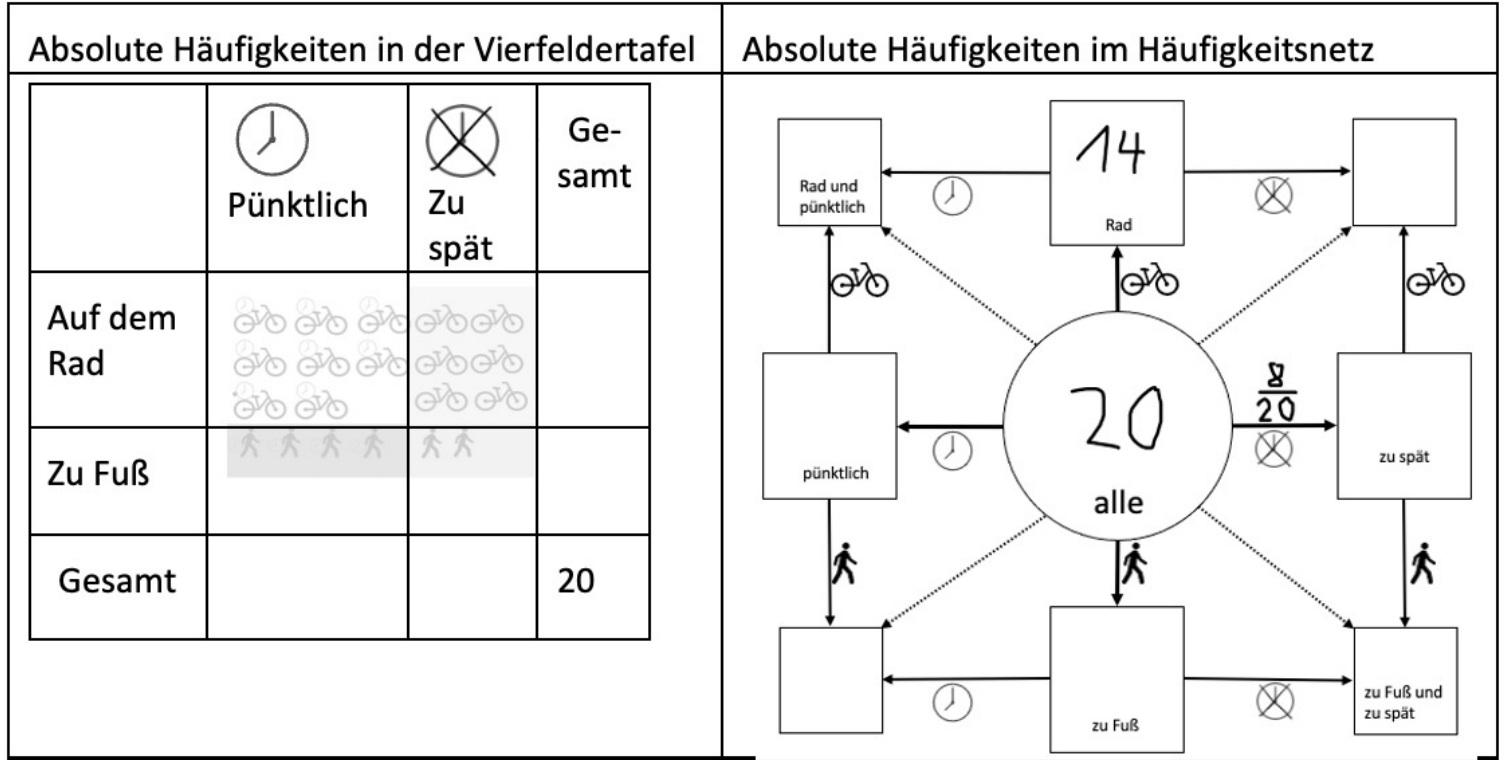 Absolute Häufigkeiten in der Vierfeldertafel
Pünktlich
Zu
spät
Ge-
samt
Auf dem
Rad
Zu Fuß
Gesamt
20
Absolute Häufigkeiten im Häufigkeitsnetz
Rad und
pünktlich
14
Rad
pünktlich
20
alle
8
20
zu spät
zu Fuß
zu Fuß und
zu spät